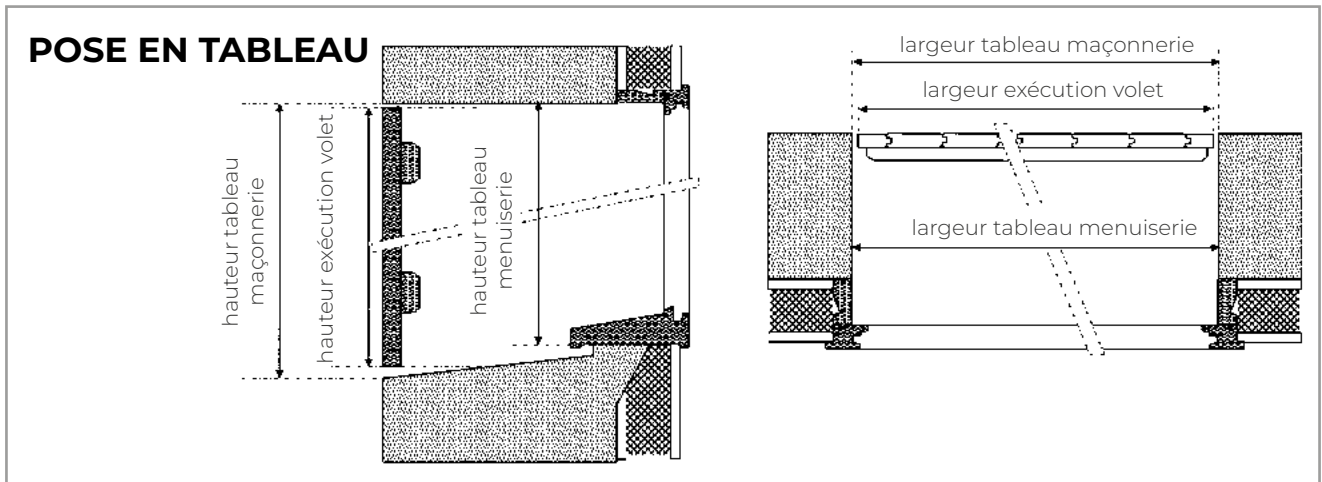 POSE EN TABLEAU
hauteur tableau
maçonnerie
hauteur exécution volet
hauteur tableau
menuiserie
largeur tableau maçonnerie
largeur exécution volet
largeur tableau menuiserie